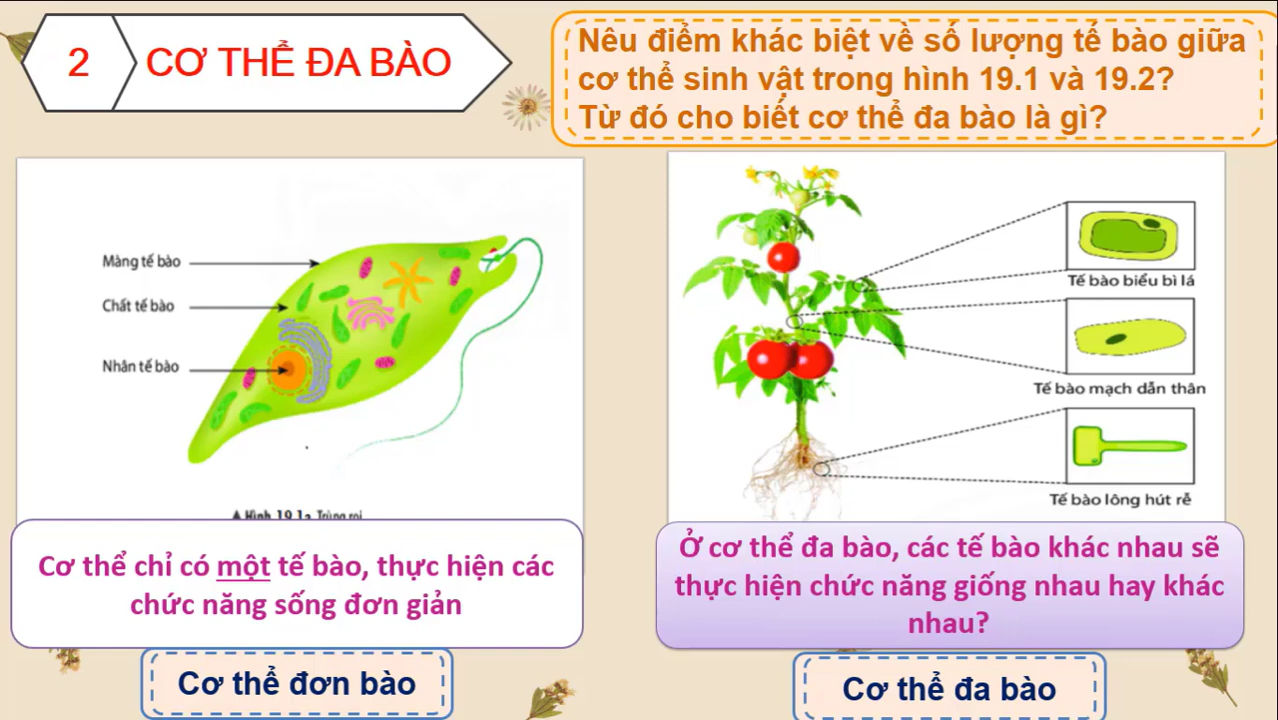 2
CƠ THỂ ĐA BÀO
Nêu điểm khác biệt về số lượng tế bào giữa
cơ thể sinh vật trong hình 19.1 và 19.2?
Từ đó cho biết cơ thể đa bào là gì?
Màng tế bào
Chất tế bào
Nhân tế bào
▲ Hình 19.1a Trùng roi
Cơ thể chỉ có một tế bào, thực hiện các
chức năng sống đơn giản
Cơ thể đơn bào
Tế bào biểu bì lá
Tế bào mạch dẫn thân
Tế bào lông hút rễ
Ở cơ thể đa bào, các tế bào khác nhau sẽ
thực hiện chức năng giống nhau hay khác
nhau?
Cơ thể đa bào